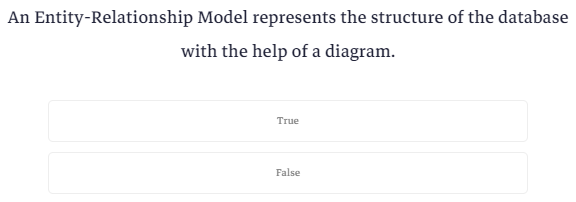 An Entity-Relationship Model represents the structure of the database
with the help of a diagram.
True
False